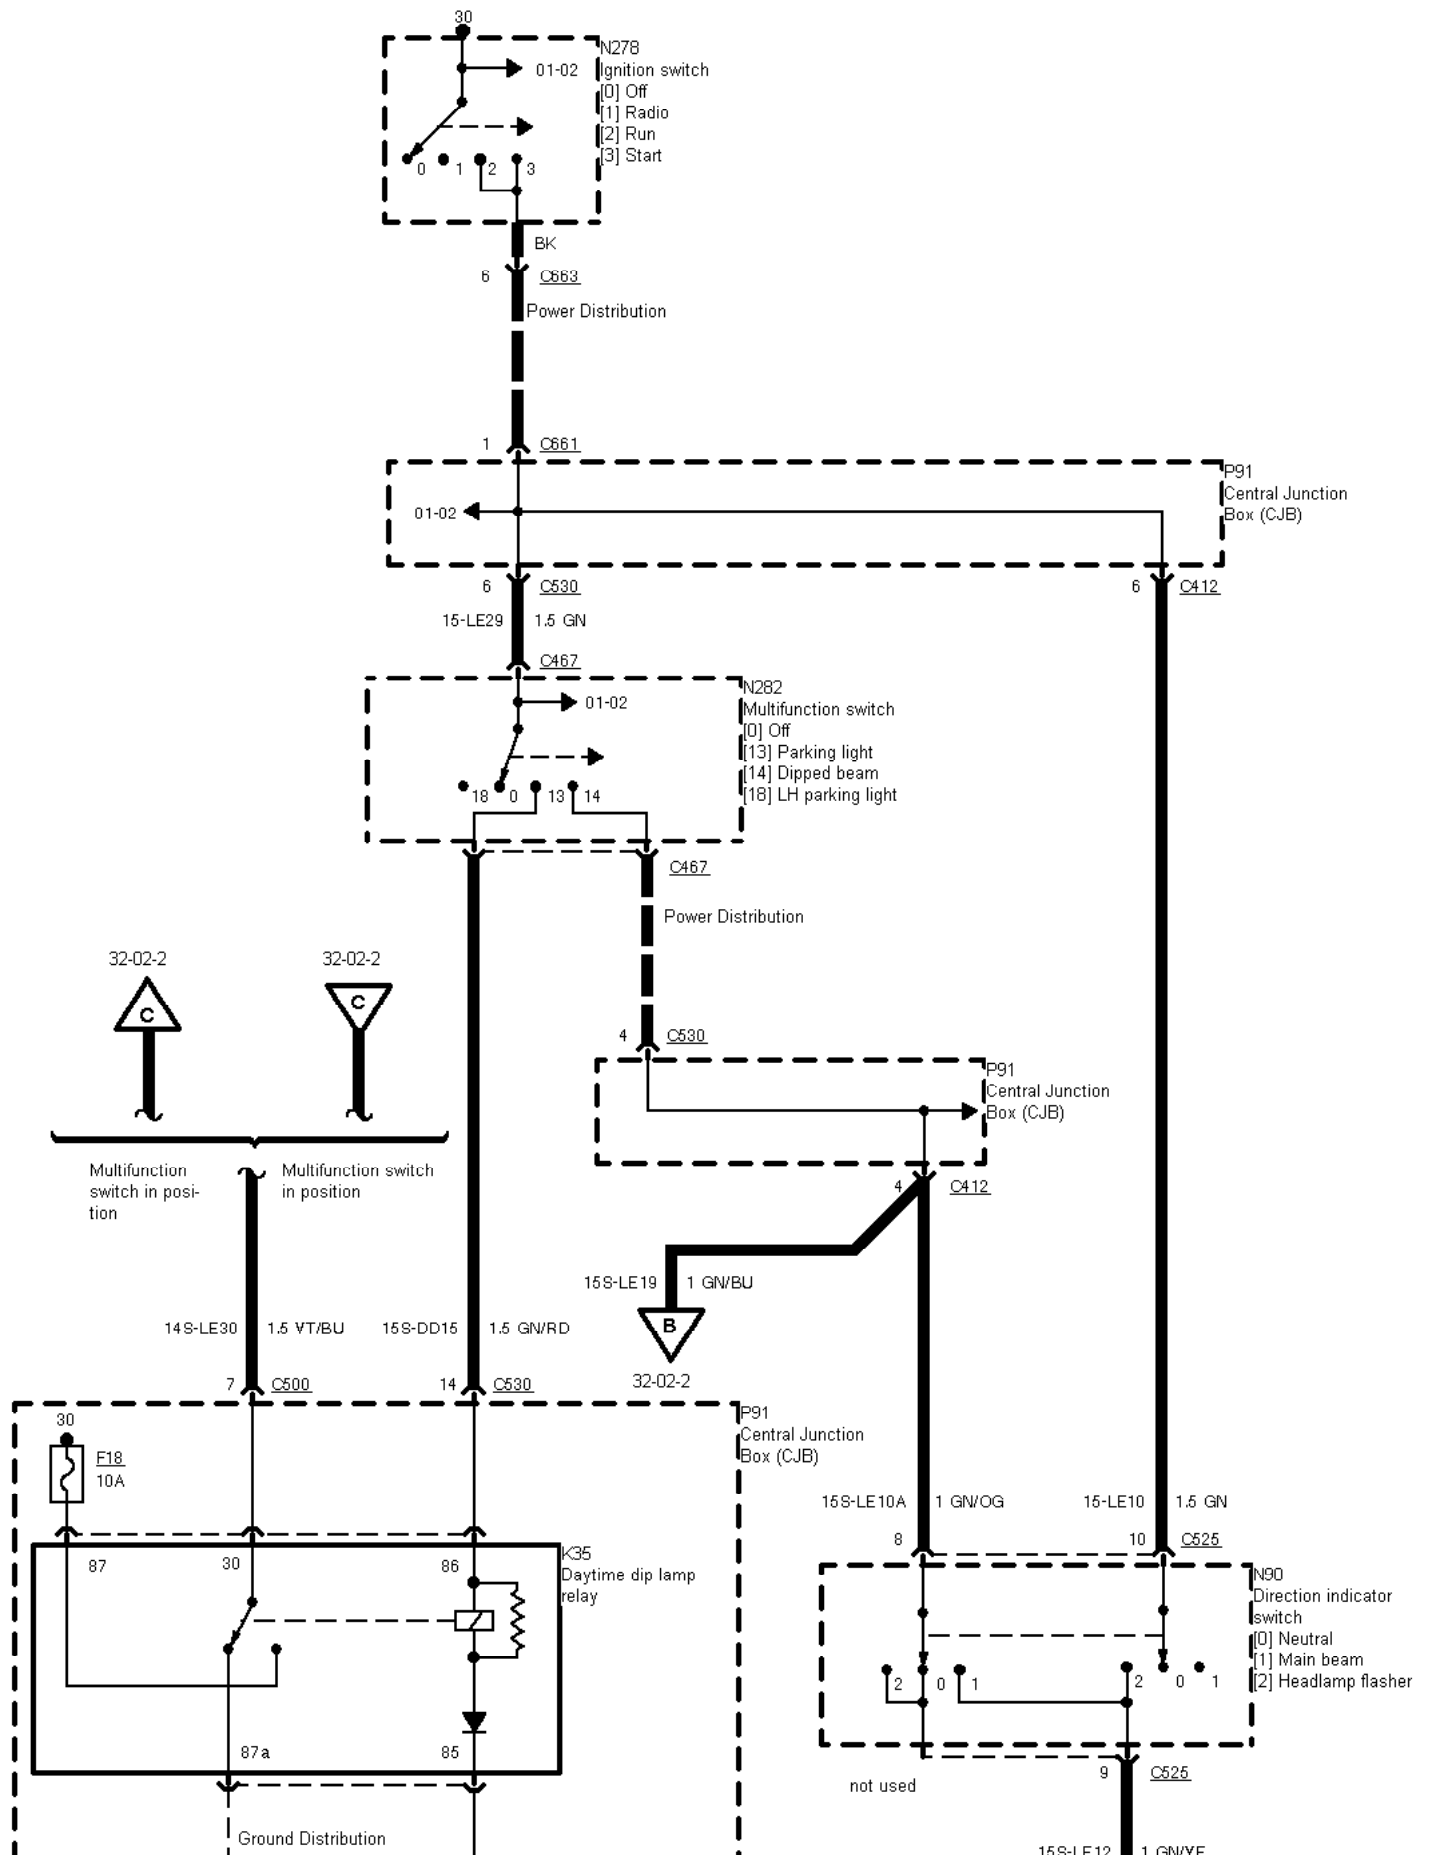 30
N278
Ignition switch
01-02
[0] Off
[1] Radio
[2] Run
[3] Start
0 1 2 3
BK
6 C663
Power Distribution
1 C661
P91
Central Junction
Box (CJB)
01-02
6 C530
6 C412
15-LE29 1.5 GN
C467
N282
Multifunction switch
[0] Off
[13] Parking light
[14] Dipped beam
[18] LH parking light
01-02
18 0 13 14
C467
Power Distribution
32-02-2
32-02-2
C
C
4 C530
P91
Central Junction
Box (CJB)
Multifunction
switch in posi-
tion
Multifunction switch
in position
4 C412
15S-LE19 1 GN/BU
B
32-02-2
14S-LE30 1.5 VT/BU
15S-DD15 1.5 GN/RD
7 C500
14 C530
P91
Central Junction
Box (CJB)
30
F18
10A
15S-LE10A 1 GN/OG
15-LE10 1.5 GN
8
10 C525
87 30 86
K35
Daytime dip lamp
relay
N90
Direction indicator
switch
[0] Neutral
[1] Main beam
[2] Headlamp flasher
2 0 1
2 0 1
87a 85
9 C525
not used
Ground Distribution
15S-LE12 1 GN/YE